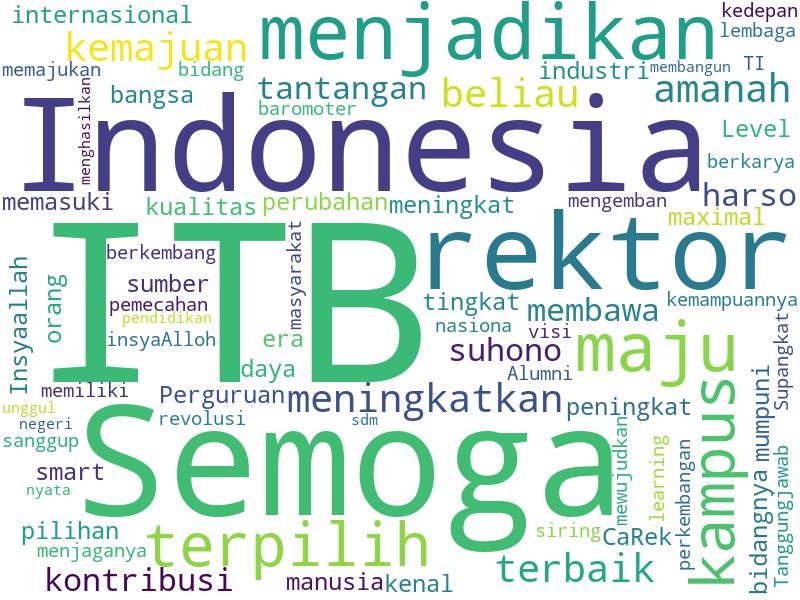 internasional
menjadikan
kedepan
lembaga
kemajuan
memajukan
bidang
industri
membangun
TI
bangsa
tantangan
baromoter
beliau
amanah
menghasilkan
Indonesia
Level
berkarya
memasuki
kualitas
perubahan
meningkat
mengemban
harso
maximal
ITB
rektor
berkembang
masyarakat
Insyaallah
orang
sumber
pemecahan
pendidikan
insyaAlloh
era
daya
tingkat
membawa
kemampuannya
nasiona
visi
suhono
maju
Alumni
Supangkat
memiliki
Perguruan
meningkatkan
peningkat
unggul
negeri
revolusi
sdm
sanggup
Semoga
kampus
mumpuni
bidangnya
smart
nyata
mewujudkan
learning
perkembangan
Tanggungjawab
pilihan
menjaganya
terpilih
siring
CaRek
terbaik
kontribusi
manusia
kenal